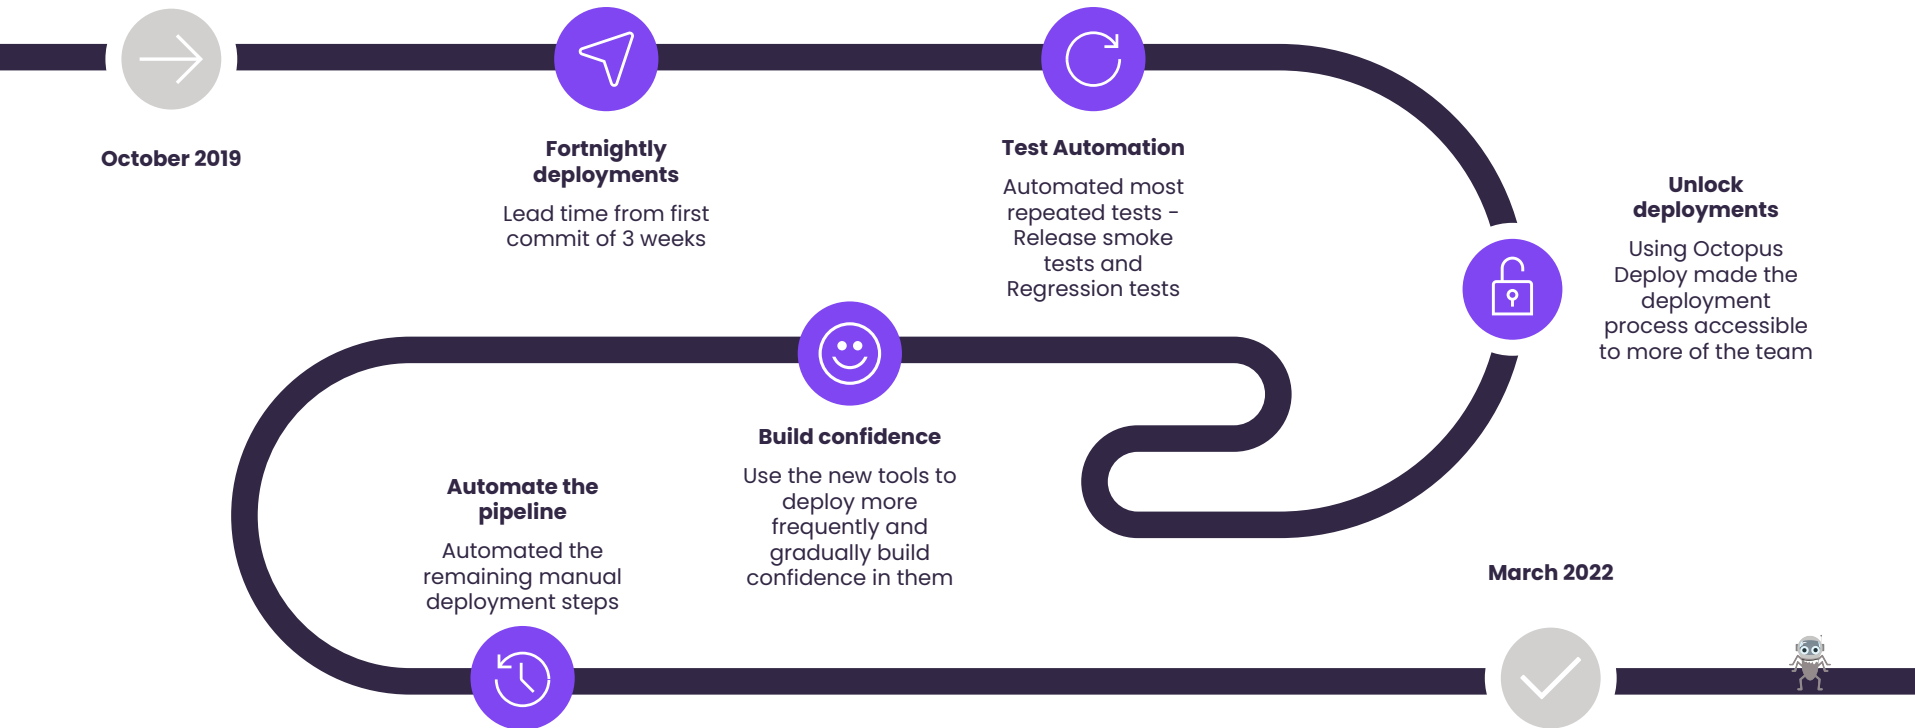 October 2019
Fortnightly
deployments
Lead time from first
commit of 3 weeks
Test Automation
Automated most
repeated tests -
Release smoke
tests and
Regression tests
Unlock
deployments
Using Octopus
Deploy made the
deployment
process accessible
to more of the team
Build confidence
Use the new tools to
deploy more
frequently and
gradually build
confidence in them
Automate the
pipeline
Automated the
remaining manual
deployment steps
March 2022